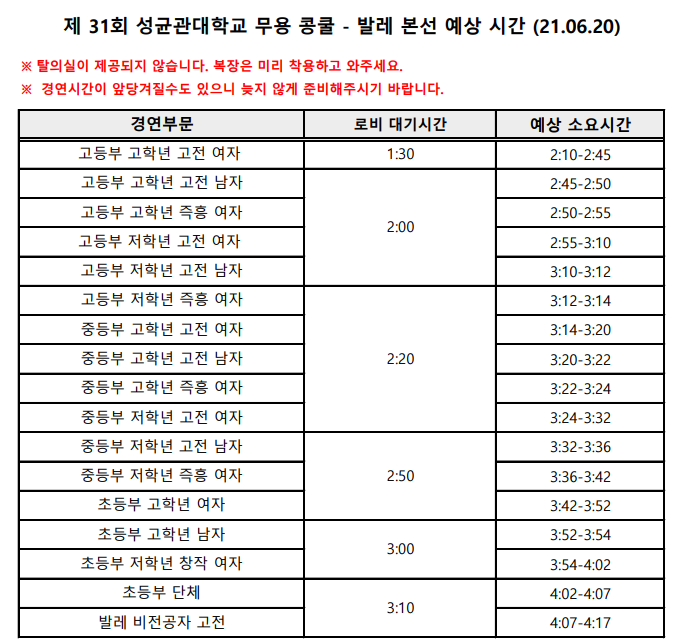 제 31회 성균관대학교 무용 콩쿨 - 발레 본선 예상 시간 (21.06.20)
※ 탈의실이 제공되지 않습니다. 복장은 미리 착용하고 와주세요.
※ 경연시간이 앞당겨질수도 있으니 늦지 않게 준비해주시기 바랍니다.
경연부문 로비 대기시간 예상 소요시간
고등부 고학년 고전 여자 1:30 2:10-2:45
고등부 고학년 고전 남자 2:45-2:50
고등부 고학년 즉흥 여자 2:50-2:55
2:00
고등부 저학년 고전 여자 2:55-3:10
고등부 저학년 고전 남자 3:10-3:12
고등부 저학년 즉흥 여자 3:12-3:14
중등부 고학년 고전 여자 3:14-3:20
중등부 고학년 고전 남자 2:20 3:20-3:22
중등부 고학년 즉흥 여자 3:22-3:24
중등부 저학년 고전 여자 3:24-3:32
중등부 저학년 고전 남자 3:32-3:36
중등부 저학년 즉흥 여자 2:50 3:36-3:42
초등부 고학년 여자 3:42-3:52
초등부 고학년 남자 3:52-3:54
3:00
초등부 저학년 창작 여자 3:54-4:02
초등부 단체 4:02-4:07
3:10
발레 비전공자 고전 4:07-4:17